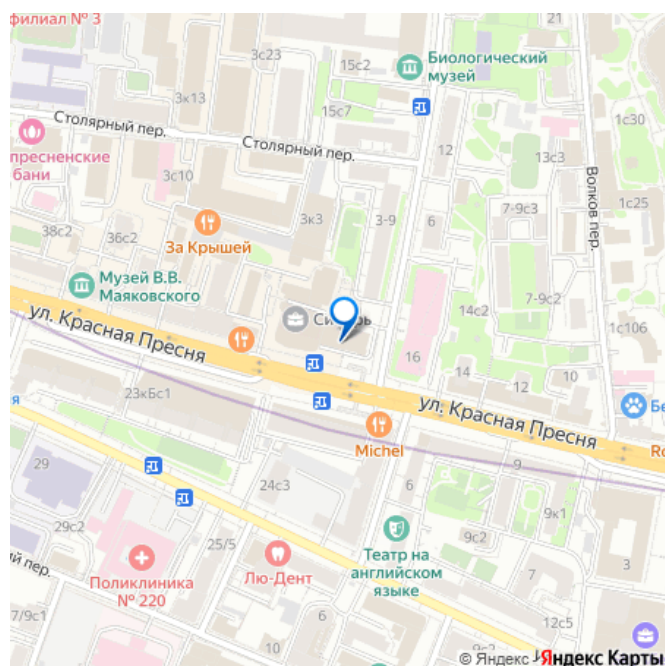 филиал № 3
3с23
15с2
Биологический
музей
3к13
15с7
1с30
Столярный пер.
Столярный пер.
12
13с3
Волков пер.
пресненские
бани
3с10
7-9с3
1с25
38с2
36с2
За Крышей
3к3
3-9
6
Музей В.В.
Маяковского
7-9с2
14с2
ул. Красная Пресня
1с106
16
14
12
10
23кБс1
ул. Красная Пресня
Бе
я
Michel
Ro
29
24с3
9
6
9к1
29с2
9с2
25/5
Театр на
английском
языке
7
3
Поликлиника
№ 220
Лю-Дент
ий пер.
7/9с1
6
12с5
10
9с2
© Яндекс
Яндекс Карты